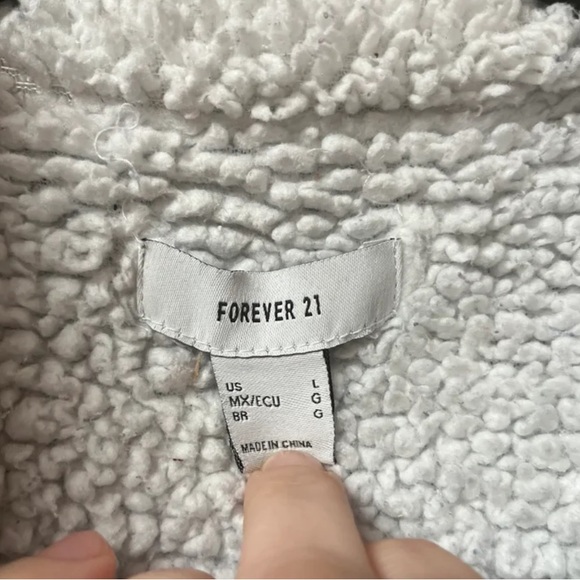 FOREVER 21
US L
MX/ECU G
BR G
MADE IN CHINA